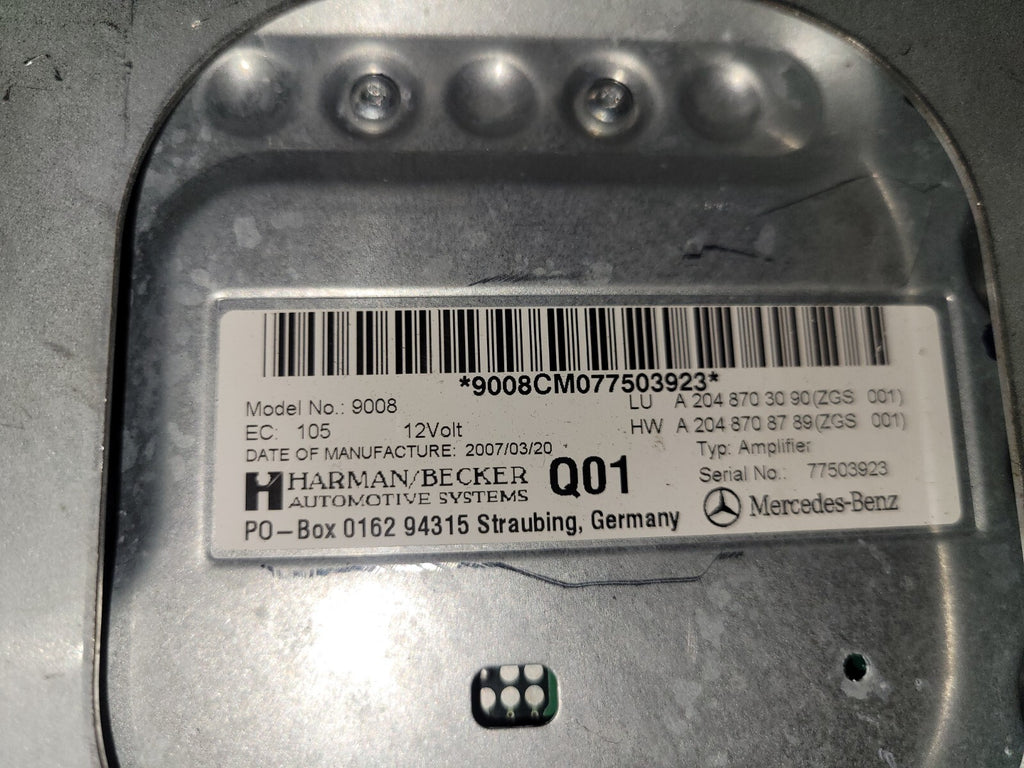 *9008CM077503923*
Model No.: 9008
LU A 204 870 30 90 (ZGS 001)
EC: 105 12Volt
HW A 204 870 87 89 (ZGS 001)
DATE OF MANUFACTURE: 2007/03/20
Typ: Amplifier
HARMAN/BECKER
AUTOMOTIVE SYSTEMS
Q01
Serial No.: 77503923
Mercedes-Benz
PO-Box 0162 94315 Straubing, Germany